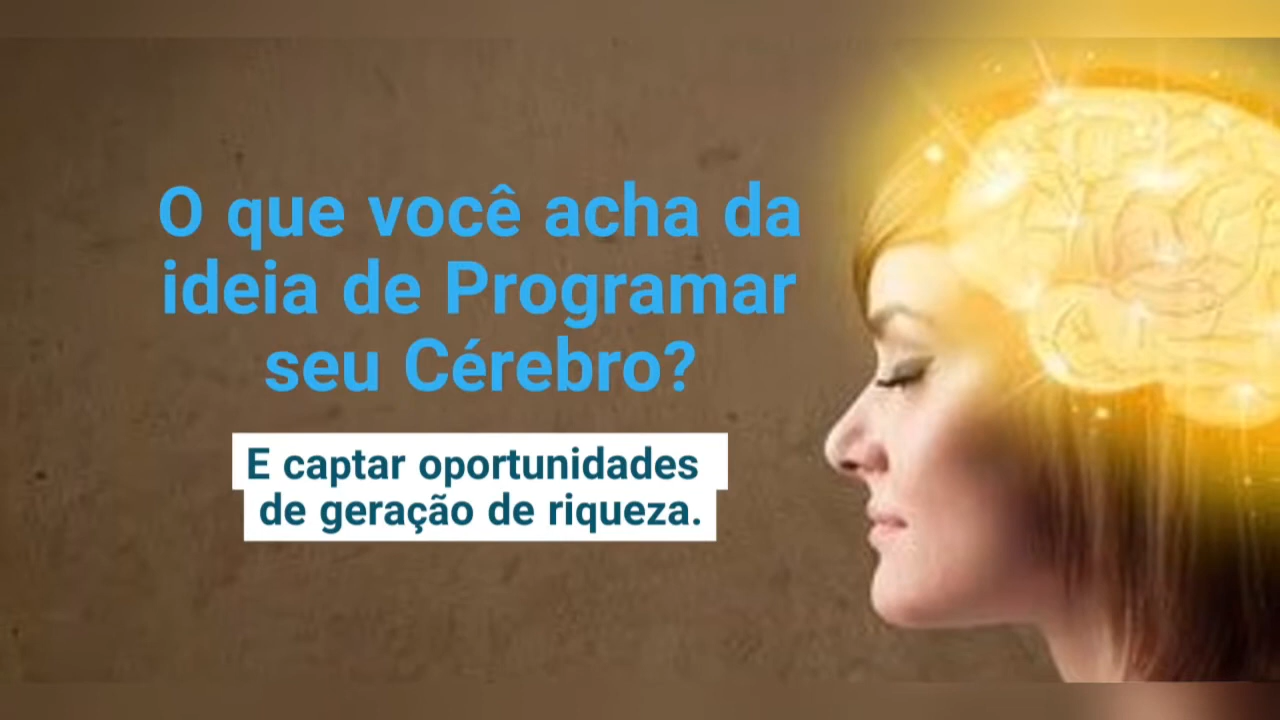 O que você acha da
ideia de Programar
seu Cérebro?
E captar oportunidades
de geração de riqueza.